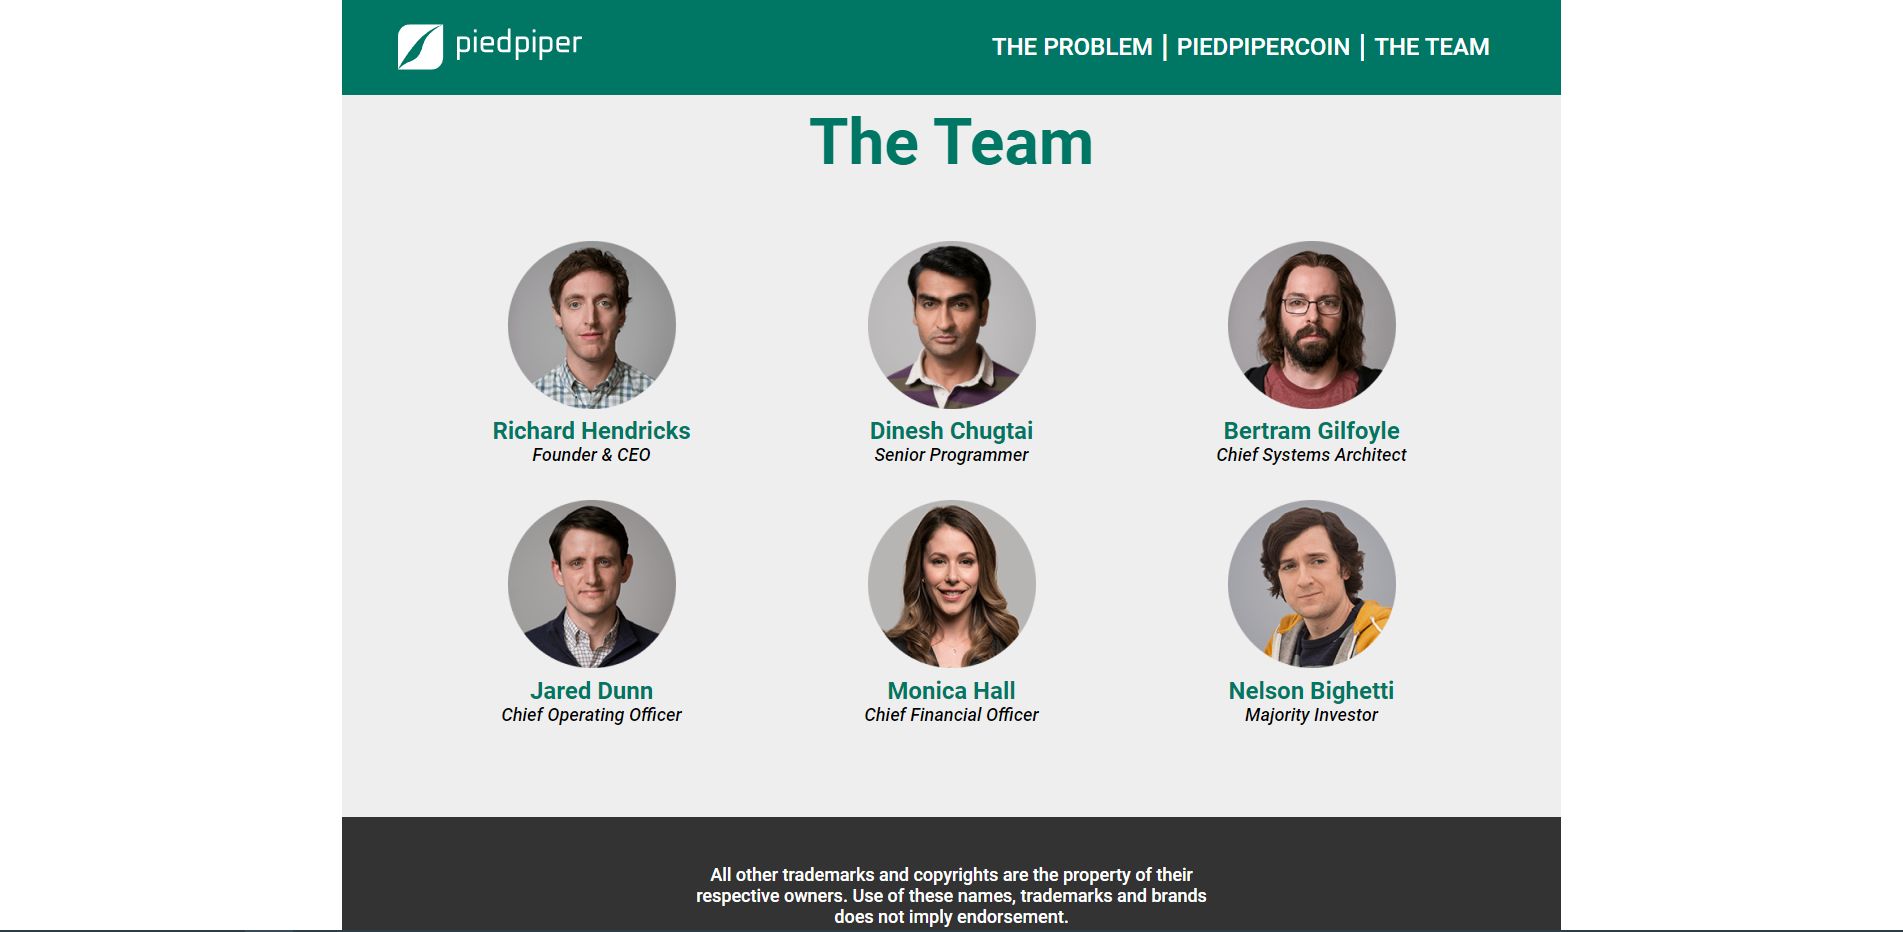 piedpiper
THE PROBLEM | PIEDPIPERCOIN | THE TEAM
The Team
Richard Hendricks
Founder & CEO
Dinesh Chugtai
Senior Programmer
Bertram Gilfoyle
Chief Systems Architect
Jared Dunn
Chief Operating Officer
Monica Hall
Chief Financial Officer
Nelson Bighetti
Majority Investor
All other trademarks and copyrights are the property of their
respective owners. Use of these names, trademarks and brands
does not imply endorsement.